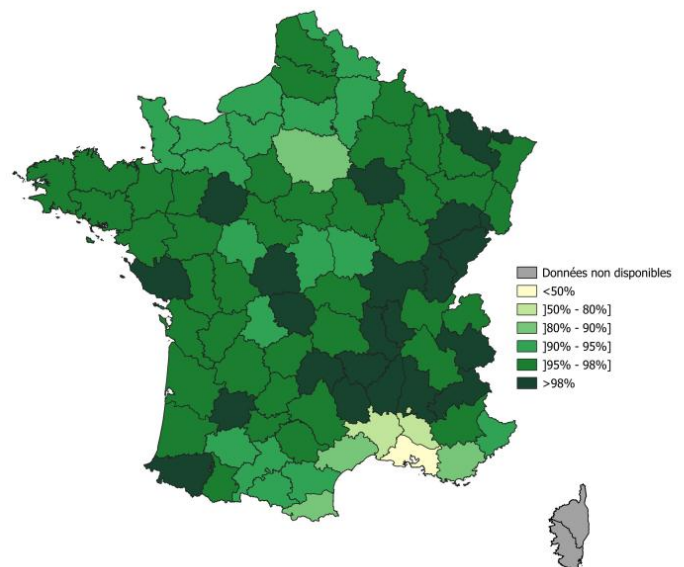 Données non disponibles
<50%
]50% - 80%]
]80% - 90%]
]90% - 95%]
]95% - 98%]
>98%